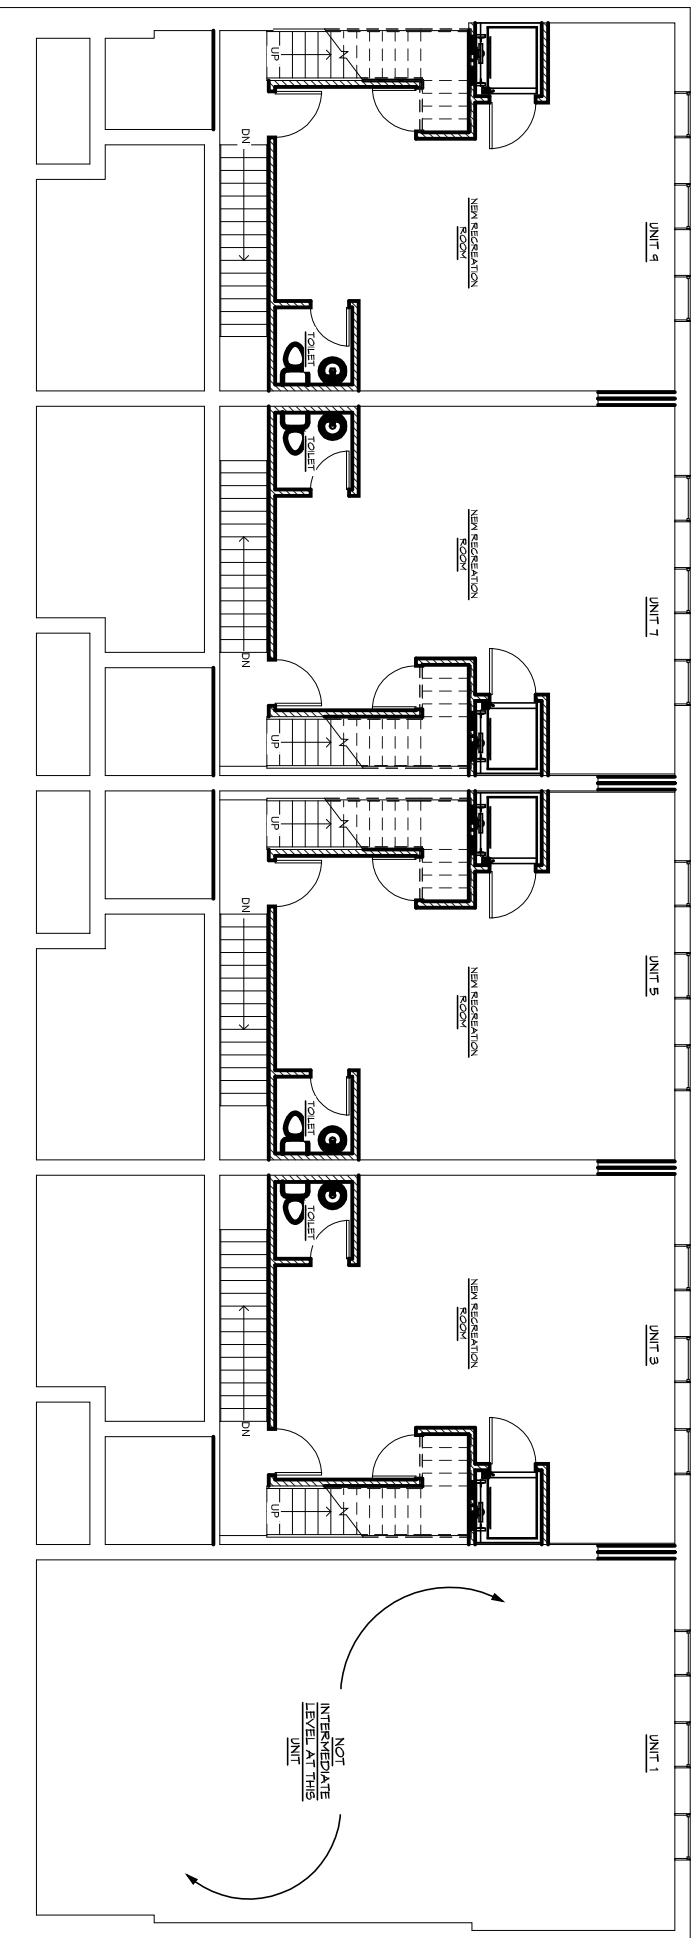 UP
DN
NEW RECREATION
ROOM
UNIT 9
TOILET
TOILET
NEW RECREATION
ROOM
UNIT 7
DN
UP
UP
DN
NEW RECREATION
ROOM
UNIT 5
TOILET
TOILET
NEW RECREATION
ROOM
UNIT 3
DN
UP
NOT
INTERMEDIATE
LEVEL AT THIS
UNIT
UNIT 1